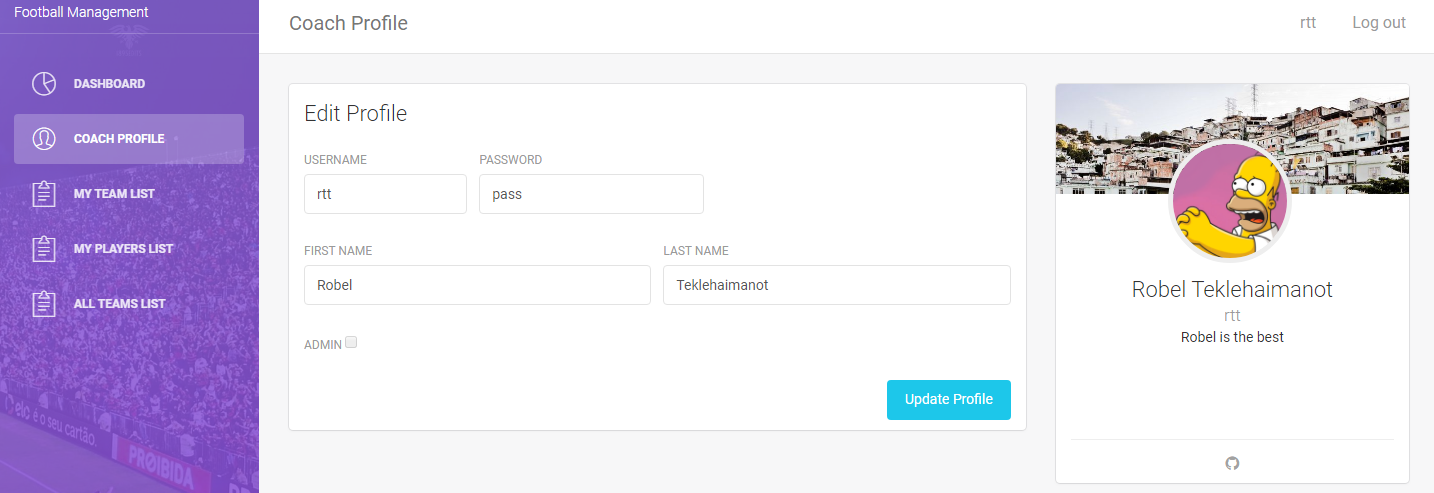 Football Management
DASHBOARD
COACH PROFILE
MY TEAM LIST
MY PLAYERS LIST
ALL TEAMS LIST
elo é o seu cartão.
PROIBIDA
Coach Profile
rtt
Log out
Edit Profile
USERNAME
PASSWORD
rtt
pass
FIRST NAME
LAST NAME
Robel
Teklehaimanot
ADMIN
Update Profile
Robel Teklehaimanot
rtt
Robel is the best